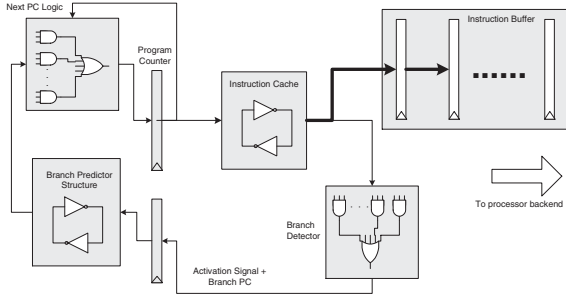 Next PC Logic
Program
Counter
Instruction Cache
Instruction Buffer
To processor backend
Branch Predictor
Structure
Branch
Detector
Activation Signal +
Branch PC